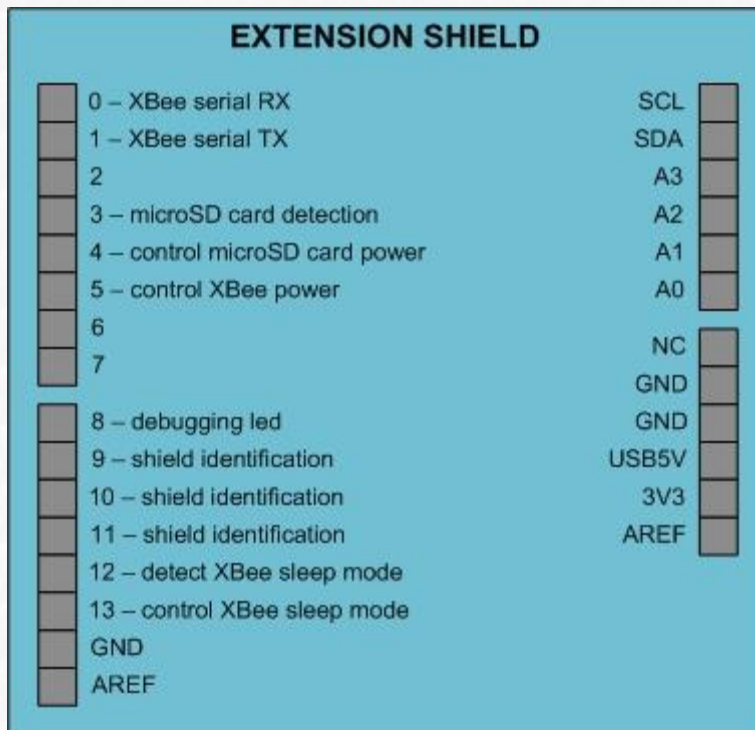 EXTENSION SHIELD
0 – XBee serial RX
1 – XBee serial TX
2
3 – microSD card detection
4 – control microSD card power
5 – control XBee power
6
7
8 – debugging led
9 – shield identification
10 – shield identification
11 – shield identification
12 – detect XBee sleep mode
13 – control XBee sleep mode
GND
AREF
SCL
SDA
A3
A2
A1
A0
NC
GND
GND
USB5V
3V3
AREF